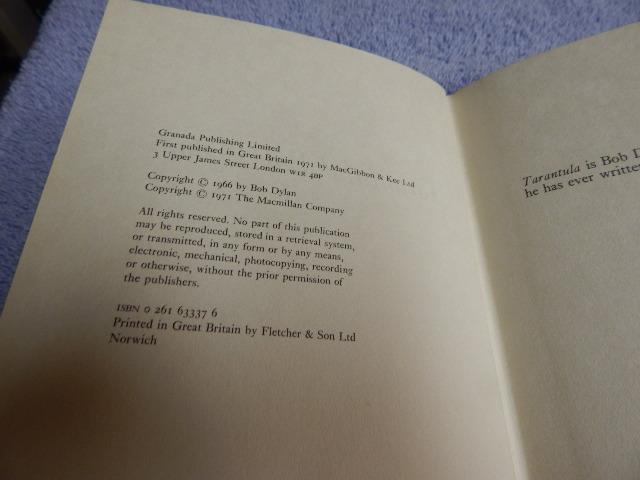 Granada Publishing Limited
First published in Great Britain 1971 by MacGibbon & Kee Ltd
3 Upper James Street London W1R 4BP
Copyright © 1966 by Bob Dylan
Copyright © 1971 The Macmillan Company
All rights reserved. No part of this publication
may be reproduced, stored in a retrieval system,
or transmitted, in any form or by any means,
electronic, mechanical, photocopying, recording
or otherwise, without the prior permission of
the publishers.
ISBN 0 261 63337 6
Printed in Great Britain by Fletcher & Son Ltd
Norwich
Tarantula is Bob D
he has ever written